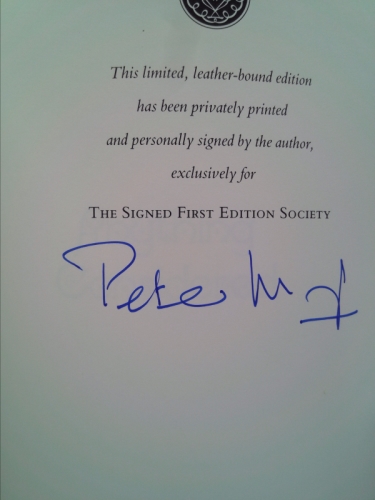 This limited, leather-bound edition
has been privately printed
and personally signed by the author,
exclusively for
THE SIGNED FIRST EDITION SOCIETY
Peter